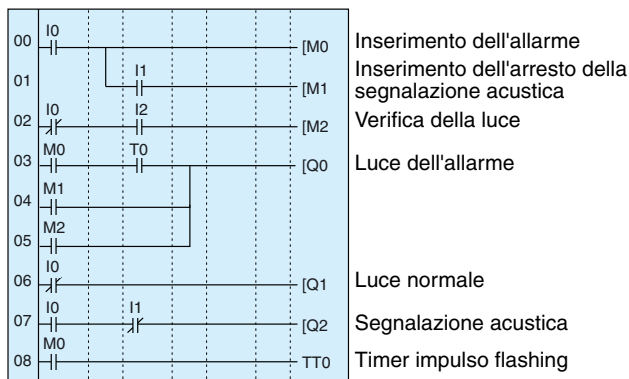 I0
00 [M0 Inserimento dell'allarme
I1 Inserimento dell'arresto della
01 [M1 segnalazione acustica
I0 I2
02 [M2 Verifica della luce
M0 T0
03 [Q0 Luce dell'allarme
M1
04
M2
05
I0
06 [Q1 Luce normale
I0 I1
07 [Q2 Segnalazione acustica
M0
08 TT0 Timer impulso flashing